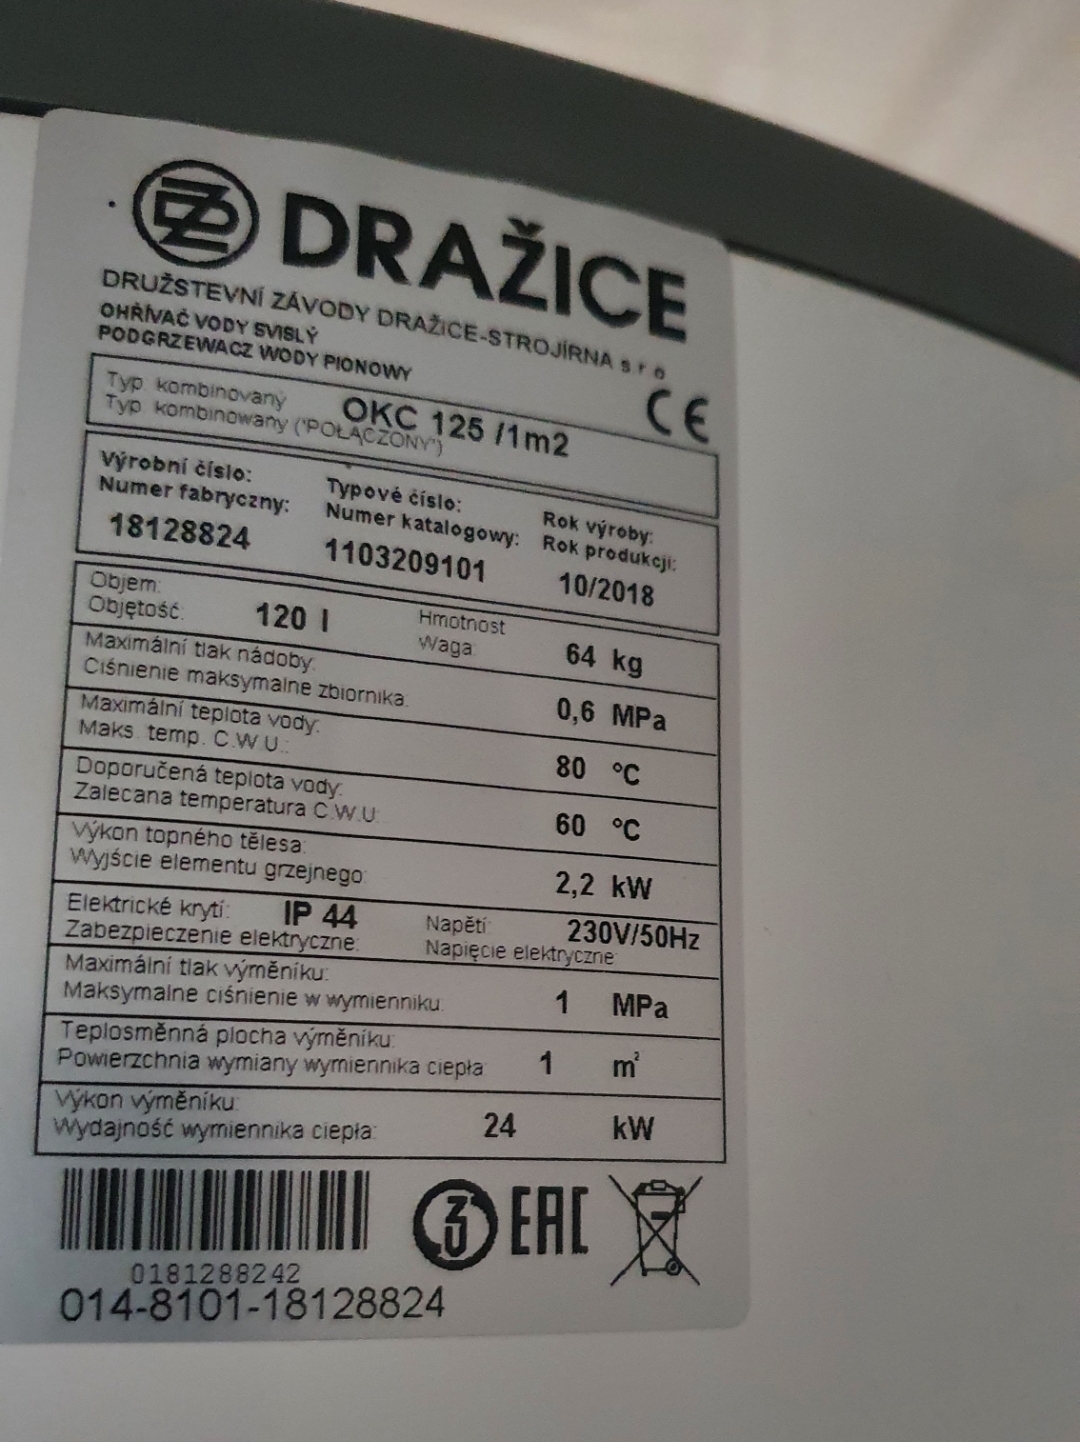 DRAŽICE
DRUŽSTEVNÍ ZÁVODY DRAŽICE-STROJÍRNA s r o
OHŘÍVAČ VODY SVISLÝ
PODGRZEWACZ WODY PIONOWY
CE
Typ kombinovaný OKC 125 /1m2
Typ kombinowany ("POŁĄCZONY")
Výrobní číslo: Typové číslo: Rok výroby:
Numer fabryczny: Numer katalogowy: Rok produkcji:
18128824 1103209101 10/2018
Objem: 120 l Hmotnost 64 kg
Objętość: Waga:
Maximální tlak nádoby: 0,6 MPa
Ciśnienie maksymalne zbiornika:
Maximální teplota vody: 80 °C
Maks. temp. C.W.U.:
Doporučená teplota vody: 60 °C
Zalecana temperatura C.W.U:
Výkon topného tělesa: 2,2 kW
Wyjście elementu grzejnego:
Elektrické krytí: IP 44 Napětí: 230V/50Hz
Zabezpieczenie elektryczne: Napięcie elektryczne:
Maximální tlak výměníku: 1 MPa
Maksymalne ciśnienie w wymienniku:
Teplosměnná plocha výměníku: 1 m²
Powierzchnia wymiany wymiennika ciepła:
Výkon výměníku: 24 kW
Wydajność wymiennika ciepła:
EAC
0181288242
014-8101-18128824